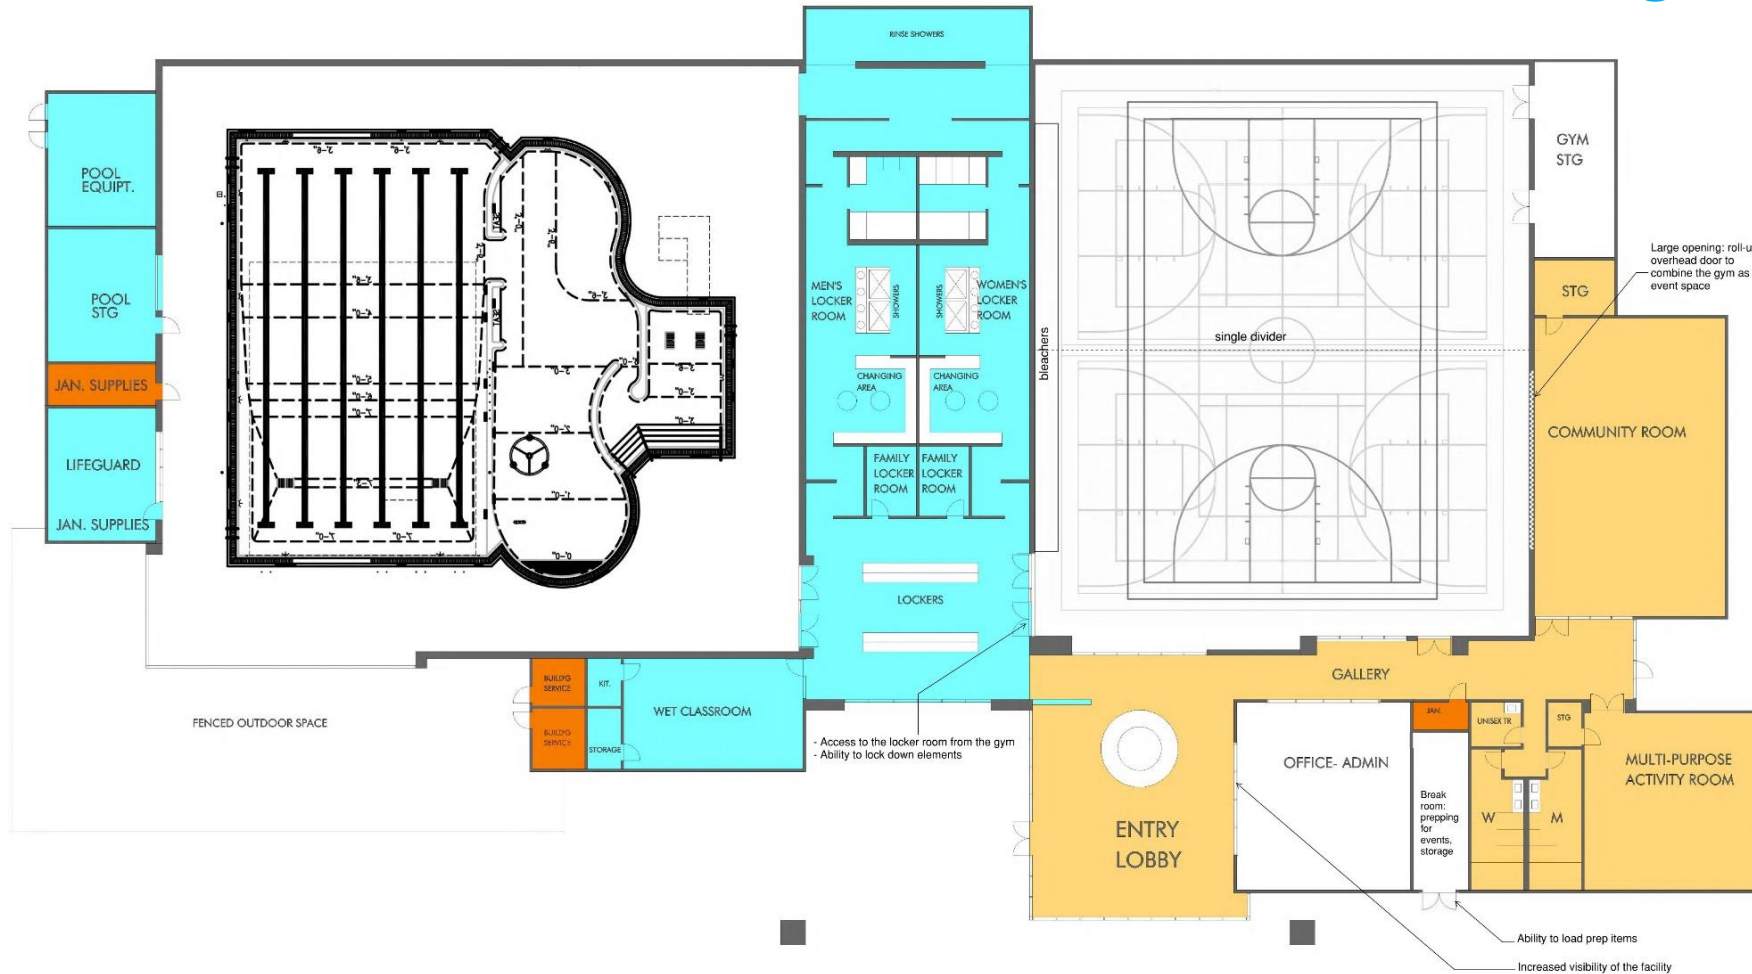 RINSE SHOWERS
POOL
EQUIPT.
POOL
STG
JAN. SUPPLIES
LIFEGUARD
JAN. SUPPLIES
FENCED OUTDOOR SPACE
BUILD'G
SERVICE
BUILD'G
SERVICE
KIT.
STORAGE
WET CLASSROOM
MEN'S
LOCKER
ROOM
SHOWERS
SHOWERS
WOMEN'S
LOCKER
ROOM
CHANGING
AREA
CHANGING
AREA
FAMILY
LOCKER
ROOM
FAMILY
LOCKER
ROOM
LOCKERS
- Access to the locker room from the gym
- Ability to lock down elements
bleachers
single divider
GYM
STG
Large opening: roll-u
overhead door to
combine the gym as
event space
STG
COMMUNITY ROOM
GALLERY
ENTRY
LOBBY
OFFICE- ADMIN
JAN.
Break
room:
prepping
for
events,
storage
UNISEX TR
STG
W
M
MULTI-PURPOSE
ACTIVITY ROOM
Ability to load prep items
Increased visibility of the facility